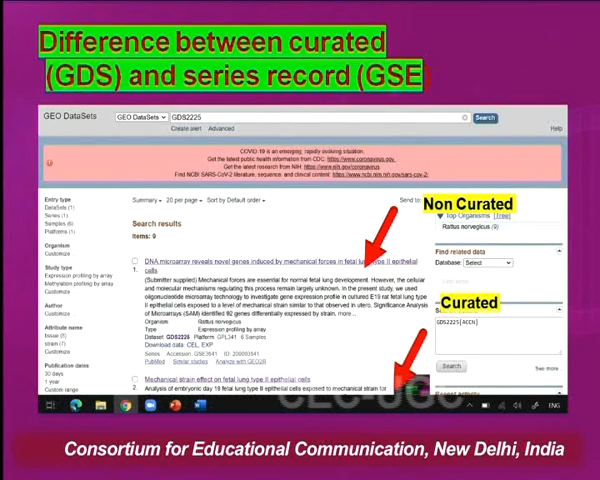 Difference between curated
(GDS) and series record (GSE
GEO DataSets
GEO DataSets
GDS2225
Search
Create alert Advanced
Help
COVID-19 is an emerging, rapidly evolving situation.
Get the latest public health information from CDC: https://www.coronavirus.gov.
Get the latest research from NIH: https://www.nih.gov/coronavirus.
Find NCBI SARS-CoV-2 literature, sequence, and clinical content: https://www.ncbi.nlm.nih.gov/sars-cov-2/.
Entry type
DataSets (1)
Series (1)
Samples (6)
Platforms (1)
Organism
Customize ...
Study type
Expression profiling by array
Methylation profiling by array
Customize ...
Author
Customize ...
Attribute name
tissue (8)
strain (7)
Customize ...
Publication dates
30 days
1 year
Custom range
Summary 20 per page Sort by Default order
Send to:
Search results
Items: 9
DNA microarray reveals novel genes induced by mechanical forces in fetal lung type II epithelial
cells
1.
(Submitter supplied) Mechanical forces are essential for normal fetal lung development. However, the cellular
and molecular mechanisms regulating this process remain largely unknown. In the present study, we used
oligonucleotide microarray technology to investigate gene expression profile in cultured E19 rat fetal lung type
II epithelial cells exposed to a level of mechanical strain similar to that observed in utero. Significance Analysis
of Microarrays (SAM) identified 92 genes differentially expressed by strain, more...
Organism: Rattus norvegicus
Type: Expression profiling by array
Dataset: GDS2225 Platform: GPL341 6 Samples
Download data: CEL, EXP
Series Accession: GSE3541 ID: 200003541
PubMed Similar studies Analyze with GEO2R
Mechanical strain effect on fetal lung type II epithelial cells
2.
Analysis of embryonic day 19 fetal lung type II epithelial cells exposed to mechanical strain for
Non Curated
Top Organisms [Tree]
Rattus norvegicus (9)
Find related data
Database: Select
Curated
GDS2225[ACCN]
Search
See more...
Recent activity
ENG
CEC-UGC
Consortium for Educational Communication, New Delhi, India